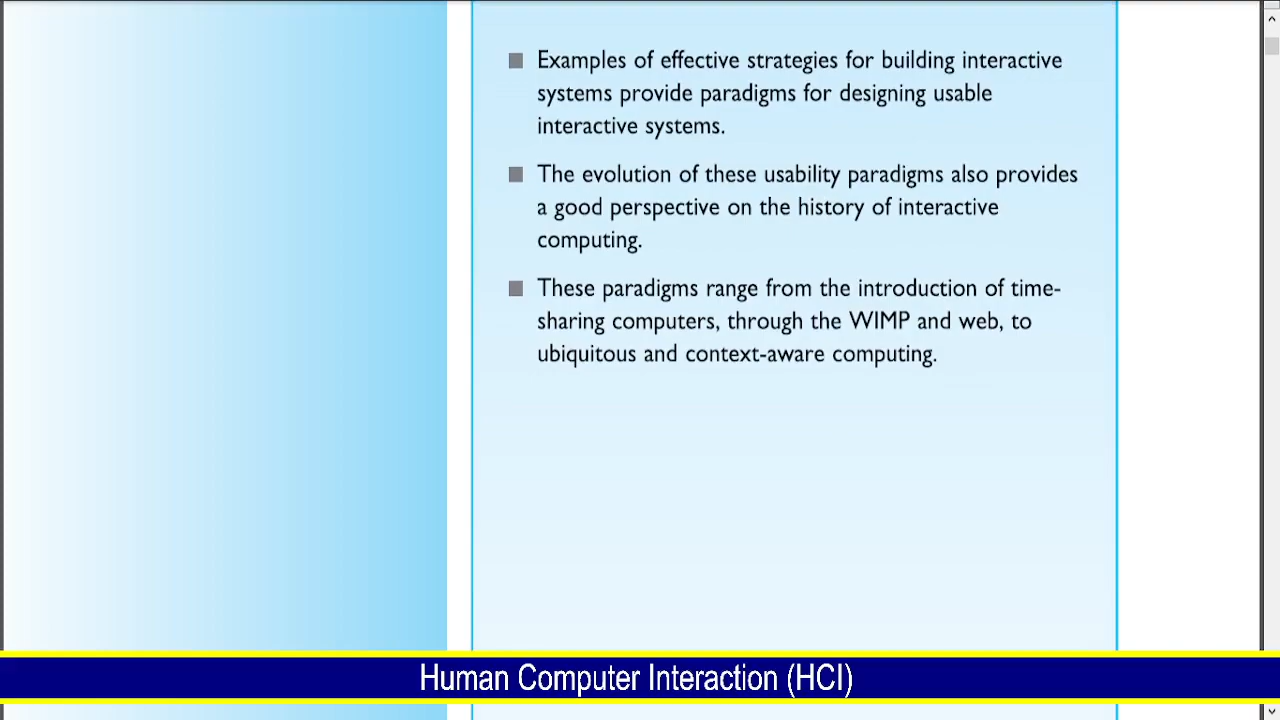 Examples of effective strategies for building interactive
systems provide paradigms for designing usable
interactive systems.
The evolution of these usability paradigms also provides
a good perspective on the history of interactive
computing.
These paradigms range from the introduction of time-
sharing computers, through the WIMP and web, to
ubiquitous and context-aware computing.
Human Computer Interaction (HCI)